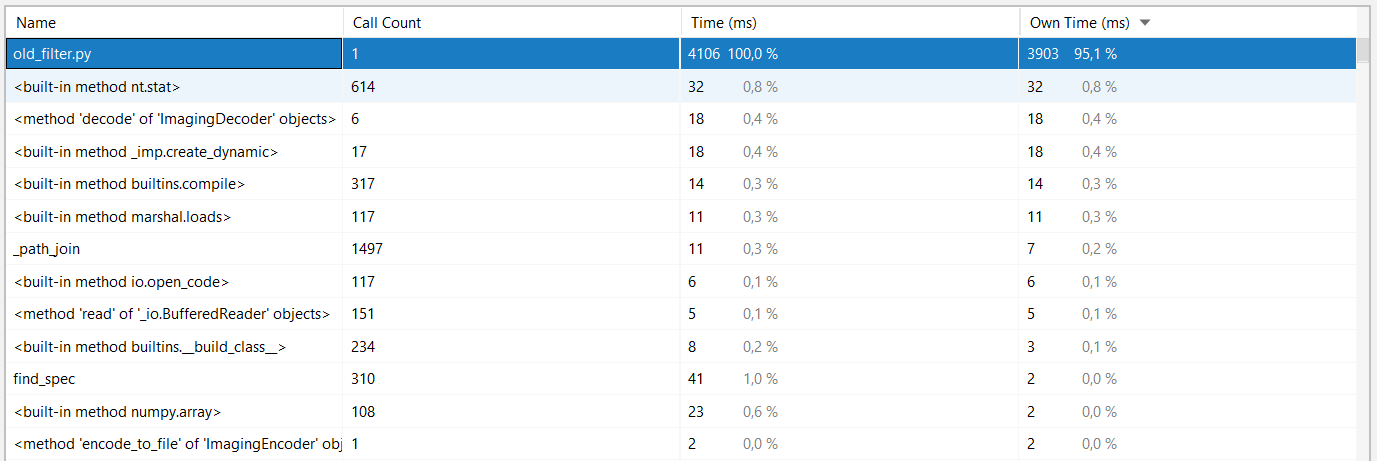 Name Call Count Time (ms) Own Time (ms)
old_filter.py 1 4106 100,0 % 3903 95,1 %
<built-in method nt.stat> 614 32 0,8 % 32 0,8 %
<method 'decode' of 'ImagingDecoder' objects> 6 18 0,4 % 18 0,4 %
<built-in method _imp.create_dynamic> 17 18 0,4 % 18 0,4 %
<built-in method builtins.compile> 317 14 0,3 % 14 0,3 %
<built-in method marshal.loads> 117 11 0,3 % 11 0,3 %
_path_join 1497 11 0,3 % 7 0,2 %
<built-in method io.open_code> 117 6 0,1 % 6 0,1 %
<method 'read' of '_io.BufferedReader' objects> 151 5 0,1 % 5 0,1 %
<built-in method builtins.__build_class__> 234 8 0,2 % 3 0,1 %
find_spec 310 41 1,0 % 2 0,0 %
<built-in method numpy.array> 108 23 0,6 % 2 0,0 %
<method 'encode_to_file' of 'ImagingEncoder' obj 1 2 0,0 % 2 0,0 %